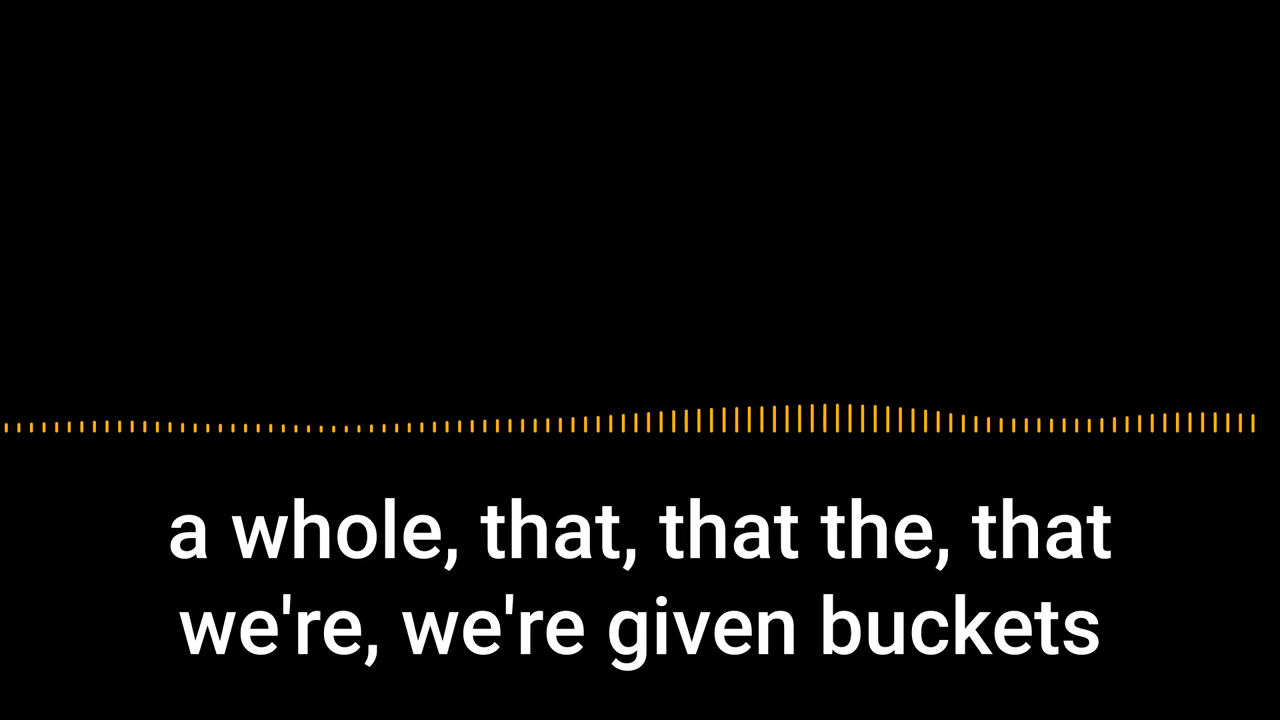 a whole, that, that the, that
we're, we're given buckets